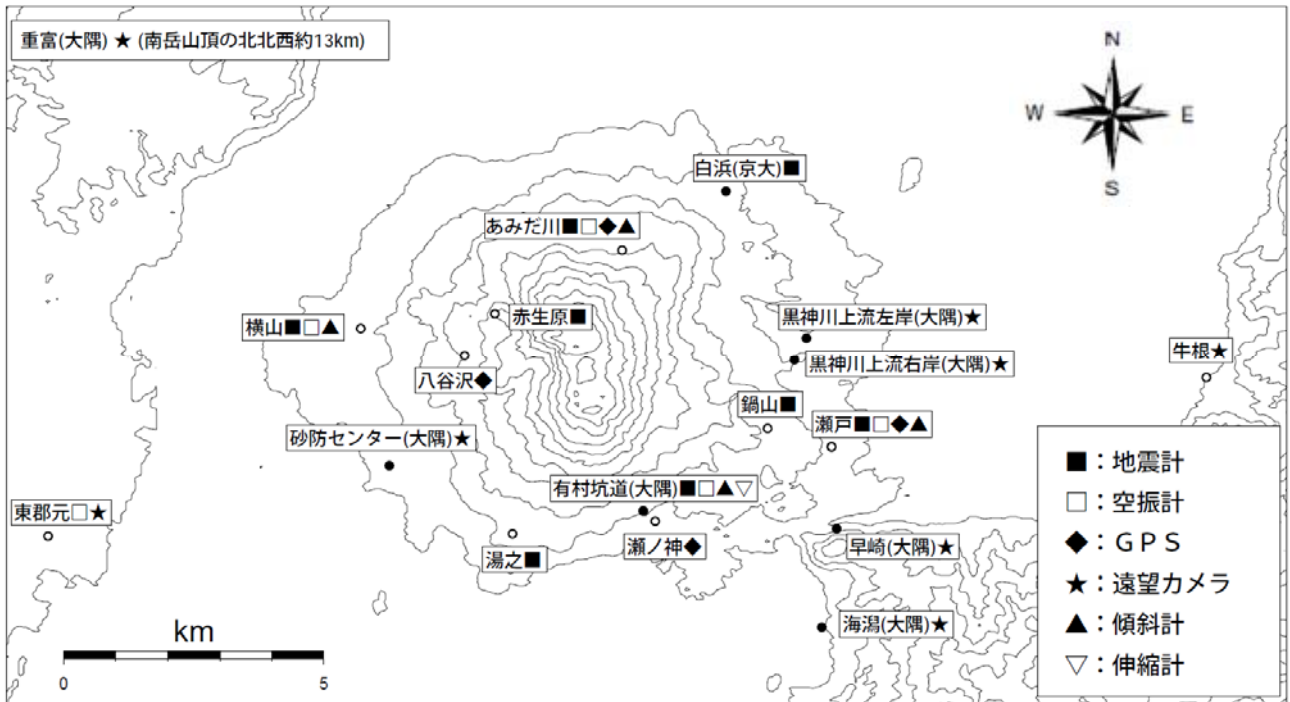 重富(大隅)★(南岳山頂の北北西約13km)
N
W
E
S
白浜(京大)■
あみだ川■□◆▲
横山■□▲
赤生原■
黒神川上流左岸(大隅)★
黒神川上流右岸(大隅)★
牛根★
八谷沢◆
鍋山■
瀬戸■□◆▲
砂防センター(大隅)★
有村坑道(大隅)■□▲▽
東郡元□★
湯之■
瀬ノ神◆
早崎(大隅)★
海潟(大隅)★
km
0 5
■:地震計
□:空振計
◆:GPS
★:遠望カメラ
▲:傾斜計
▽:伸縮計